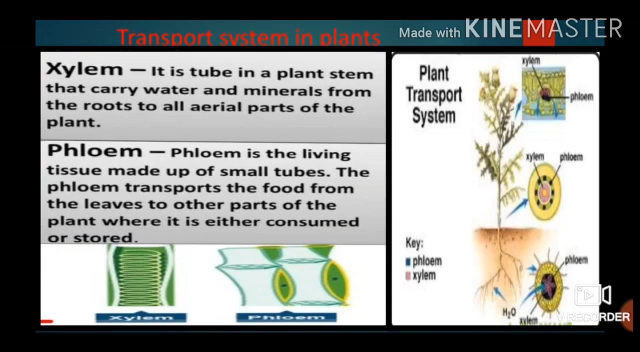 Transport system in plants
Made with KINEMASTER
Xylem – It is tube in a plant stem
that carry water and minerals from
the roots to all aerial parts of the
plant.
Phloem – Phloem is the living
tissue made up of small tubes. The
phloem transports the food from
the leaves to other parts of the
plant where it is either consumed
or stored.
Xylem
Phloem
Plant
Transport
System
xylem
phloem
xylem
phloem
Key:
phloem
xylem
phloem
H₂O
xylem
RECORDER